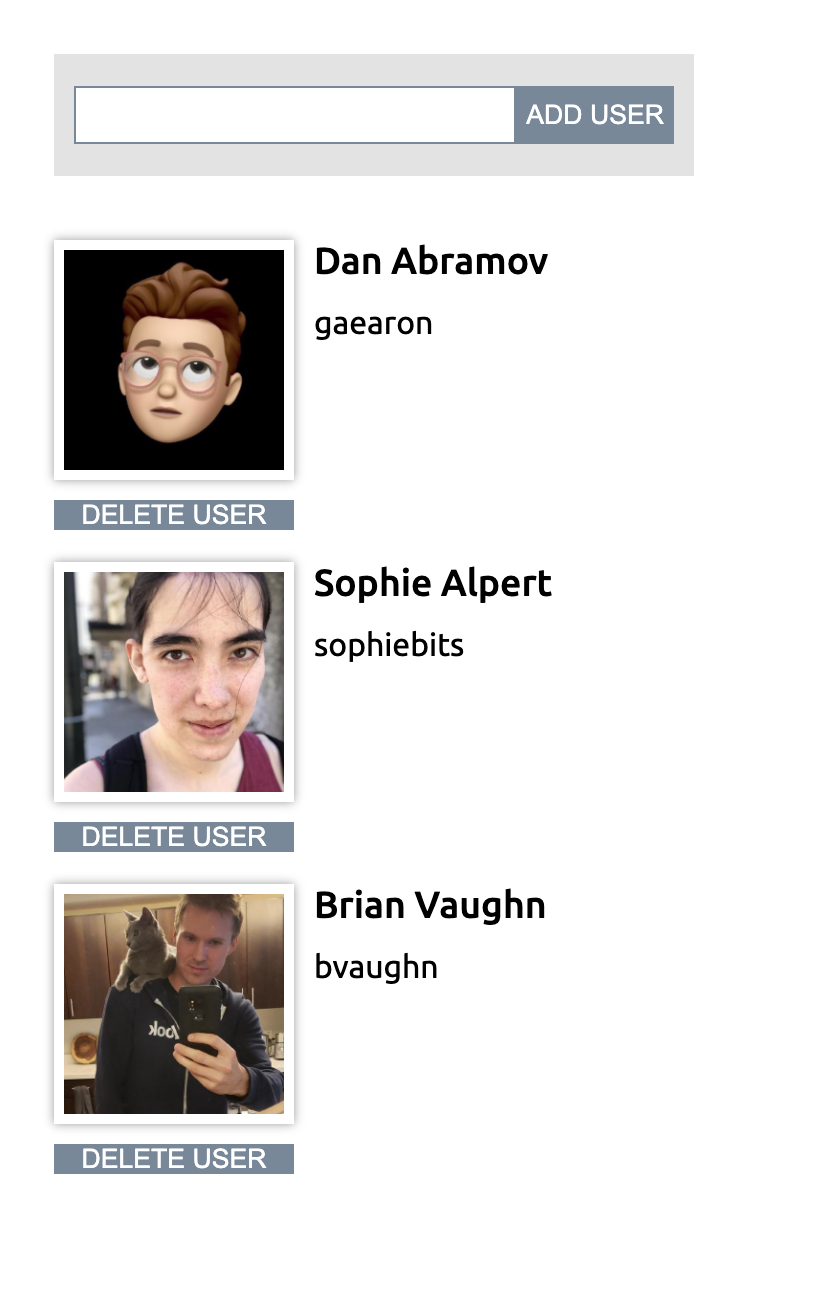 ADD USER
Dan Abramov
gaearon
DELETE USER
Sophie Alpert
sophiebits
DELETE USER
Brian Vaughn
bvaughn
DELETE USER